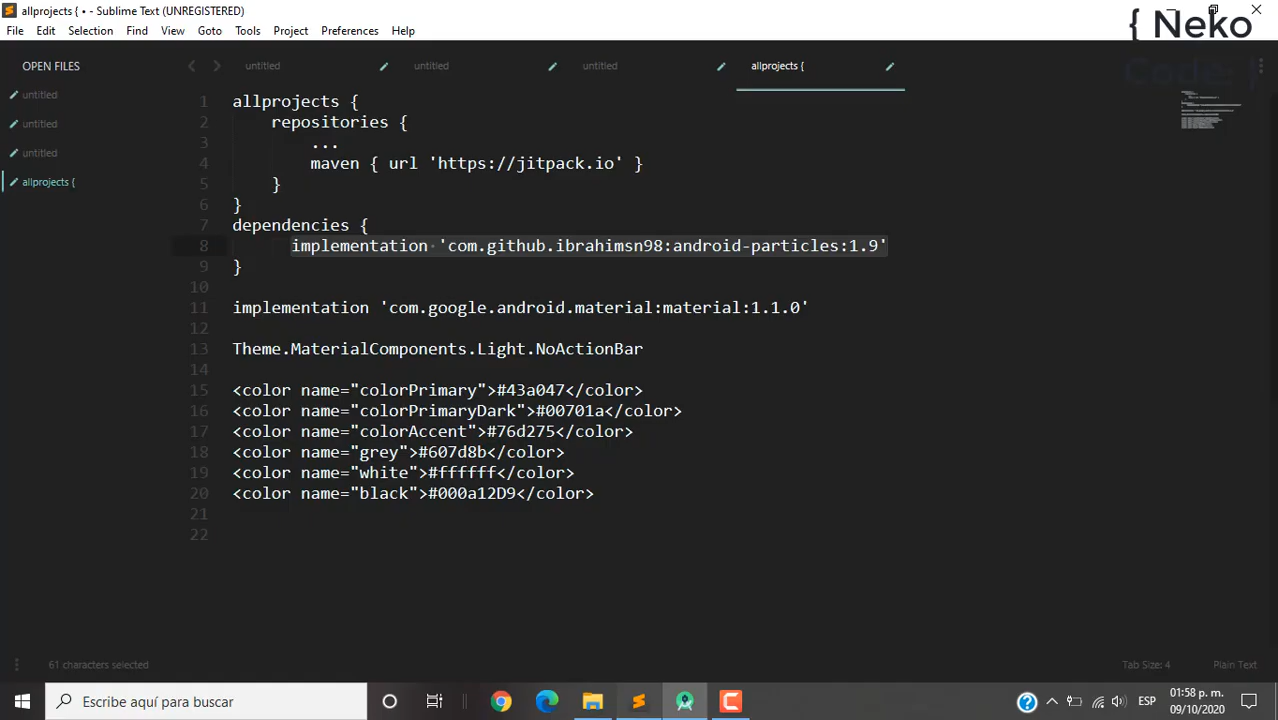 allprojects { • - Sublime Text (UNREGISTERED)
File Edit Selection Find View Goto Tools Project Preferences Help
{ Neko
Code: }
OPEN FILES
untitled
untitled
untitled
allprojects {
untitled untitled untitled allprojects {
1 allprojects {
2 repositories {
3 ...
4 maven { url 'https://jitpack.io' }
5 }
6 }
7 dependencies {
8 implementation 'com.github.ibrahimsn98:android-particles:1.9'
9 }
10
11 implementation 'com.google.android.material:material:1.1.0'
12
13 Theme.MaterialComponents.Light.NoActionBar
14
15 <color name="colorPrimary">#43a047</color>
16 <color name="colorPrimaryDark">#00701a</color>
17 <color name="colorAccent">#76d275</color>
18 <color name="grey">#607d8b</color>
19 <color name="white">#ffffff</color>
20 <color name="black">#000a12D9</color>
21
22
61 characters selected Tab Size: 4 Plain Text
Escribe aquí para buscar
ESP
01:58 p. m.
09/10/2020